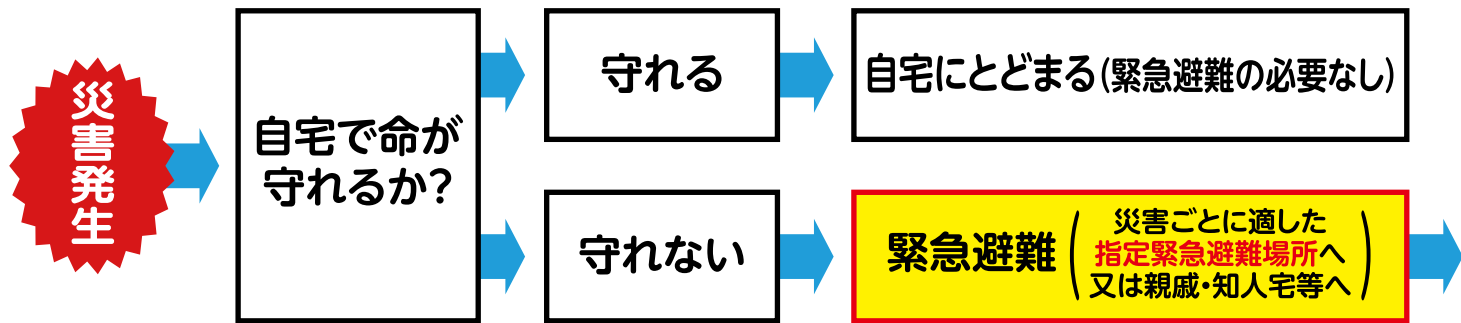 災害発生
自宅で命が
守れるか?
守れる
自宅にとどまる(緊急避難の必要なし)
守れない
緊急避難
災害ごとに適した
指定緊急避難場所へ
又は親戚・知人宅等へ